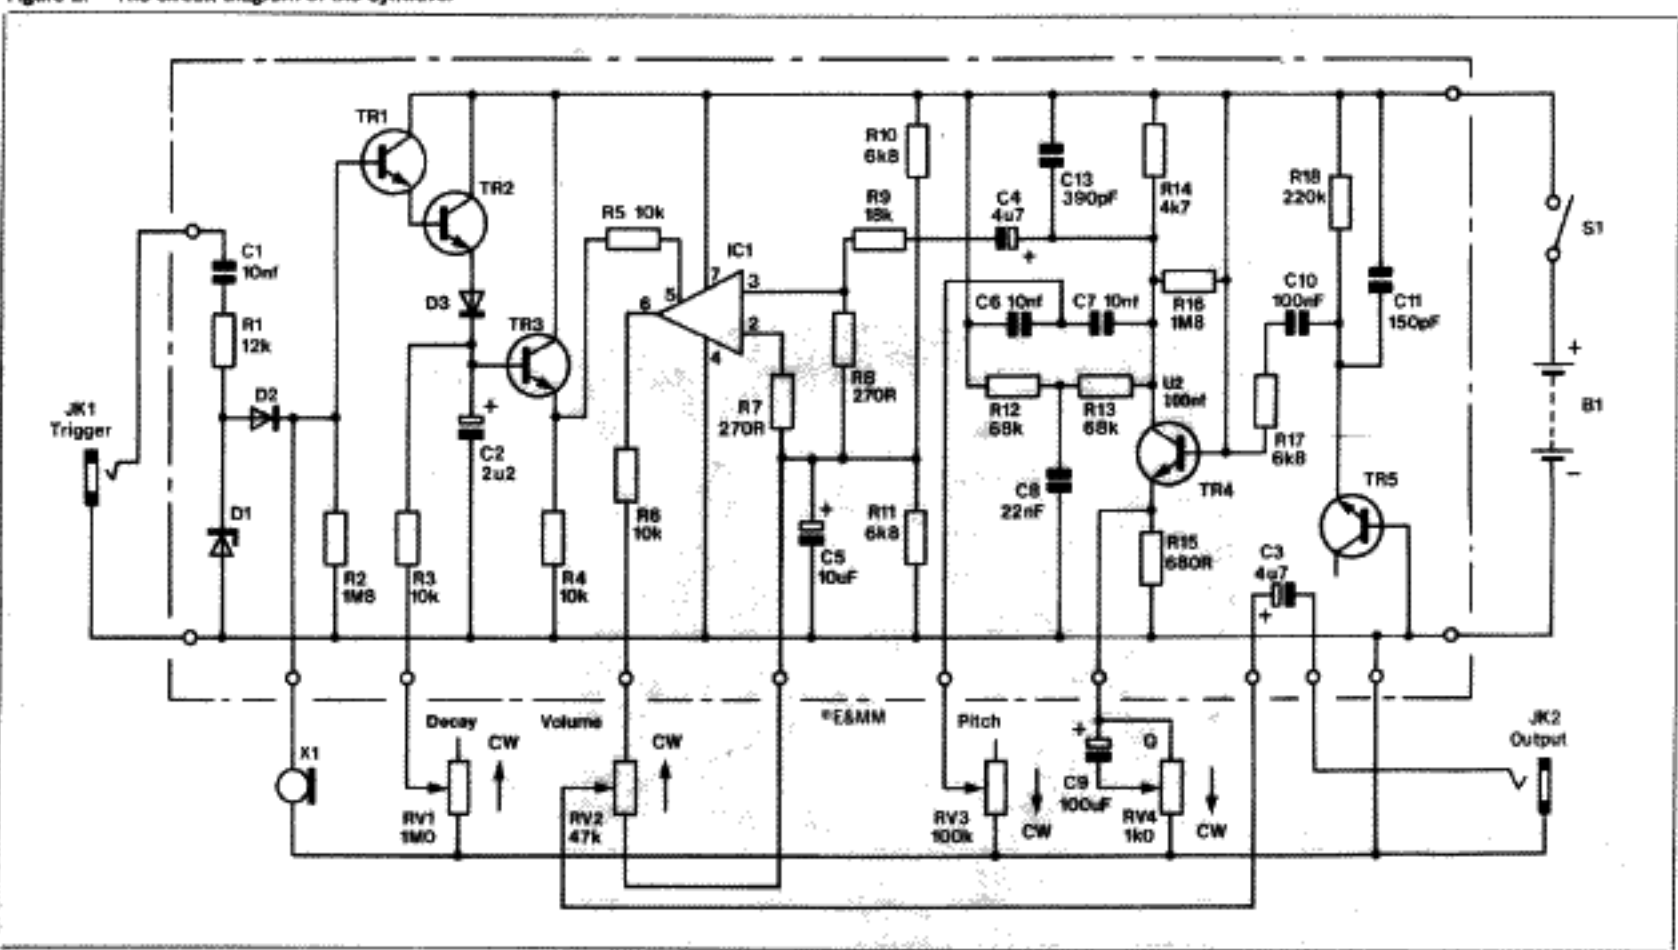 TR1
TR2
D3
TR3
C1
10nf
R1
12k
D2
JK1
Trigger
D1
R2
1M8
R3
10k
C2
2u2
R4
10k
R5 10k
IC1
7
3
5
6
2
4
R6
10k
R7
270R
R8
270R
R9
18k
R10
6k8
C5
10uF
R11
6k8
C4
4u7
C13
390pF
R14
4k7
C6 10nf
C7 10nf
R16
1M8
R12
68k
R13
68k
U2
100nf
C8
22nF
TR4
R15
680R
R17
6k8
C10
100nF
R18
220k
C11
150pF
TR5
C3
4u7
S1
+
B1
-
©E&MM
X1
Decay
CW
RV1
1M0
Volume
CW
RV2
47k
Pitch
RV3
100k
CW
C9
100uF
Q
RV4
1k0
CW
JK2
Output